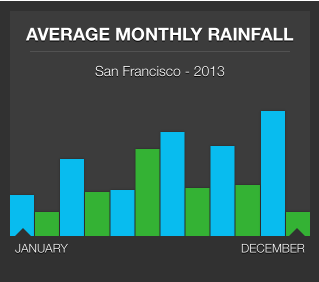 AVERAGE MONTHLY RAINFALL
San Francisco - 2013
JANUARY DECEMBER